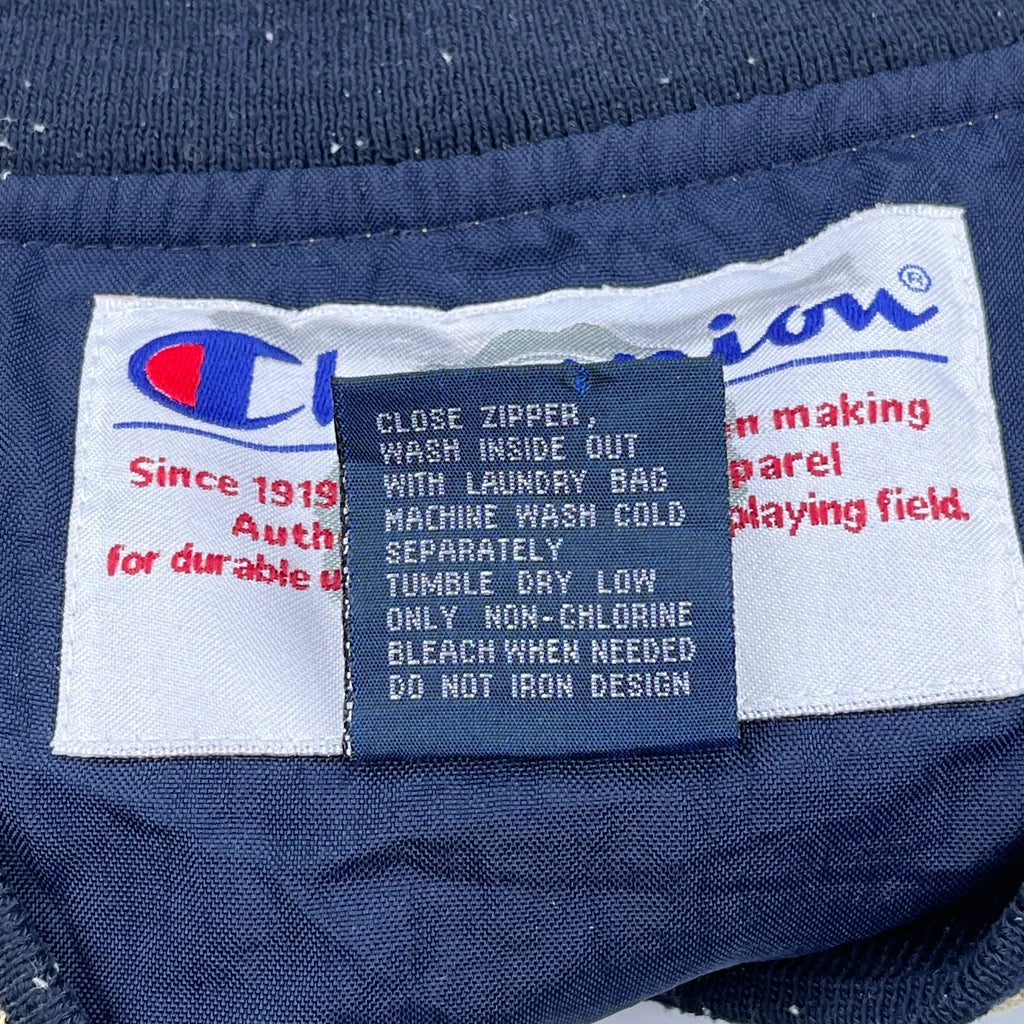 Champion ®
Since 1919 en making
Auth parel
for durable u playing field.
CLOSE ZIPPER,
WASH INSIDE OUT
WITH LAUNDRY BAG
MACHINE WASH COLD
SEPARATELY
TUMBLE DRY LOW
ONLY NON-CHLORINE
BLEACH WHEN NEEDED
DO NOT IRON DESIGN